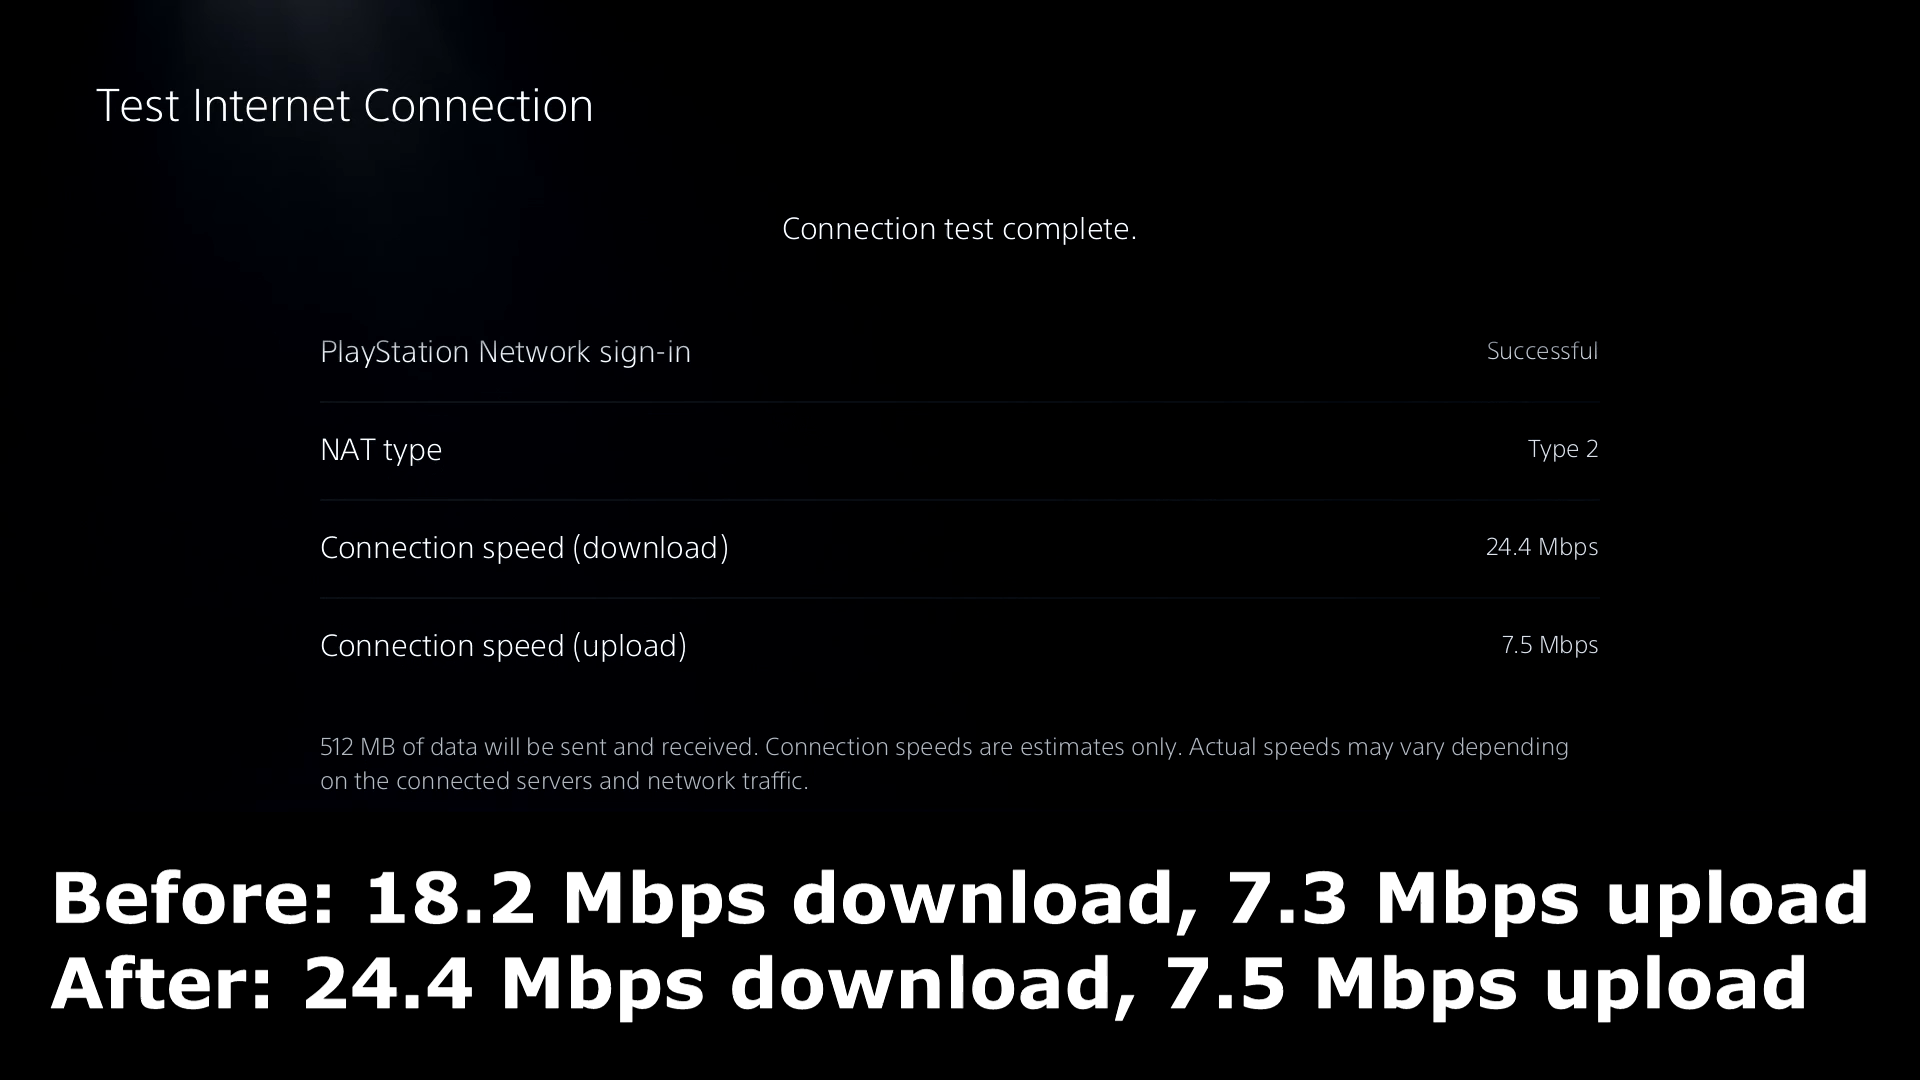 Test Internet Connection
Connection test complete.
PlayStation Network sign-in Successful
NAT type Type 2
Connection speed (download) 24.4 Mbps
Connection speed (upload) 7.5 Mbps
512 MB of data will be sent and received. Connection speeds are estimates only. Actual speeds may vary depending
on the connected servers and network traffic.
Before: 18.2 Mbps download, 7.3 Mbps upload
After: 24.4 Mbps download, 7.5 Mbps upload